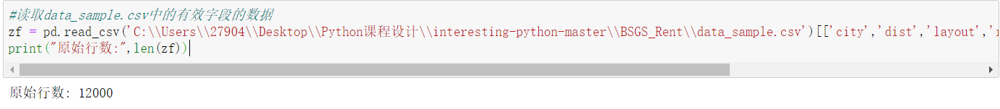 #读取data_sample.csv中的有效字段的数据
zf = pd.read_csv('C:\\Users\\27904\\Desktop\\Python课程设计\\interesting-python-master\\BSGS_Rent\\data_sample.csv')[['city','dist','layout','
print("原始行数:",len(zf))
原始行数: 12000